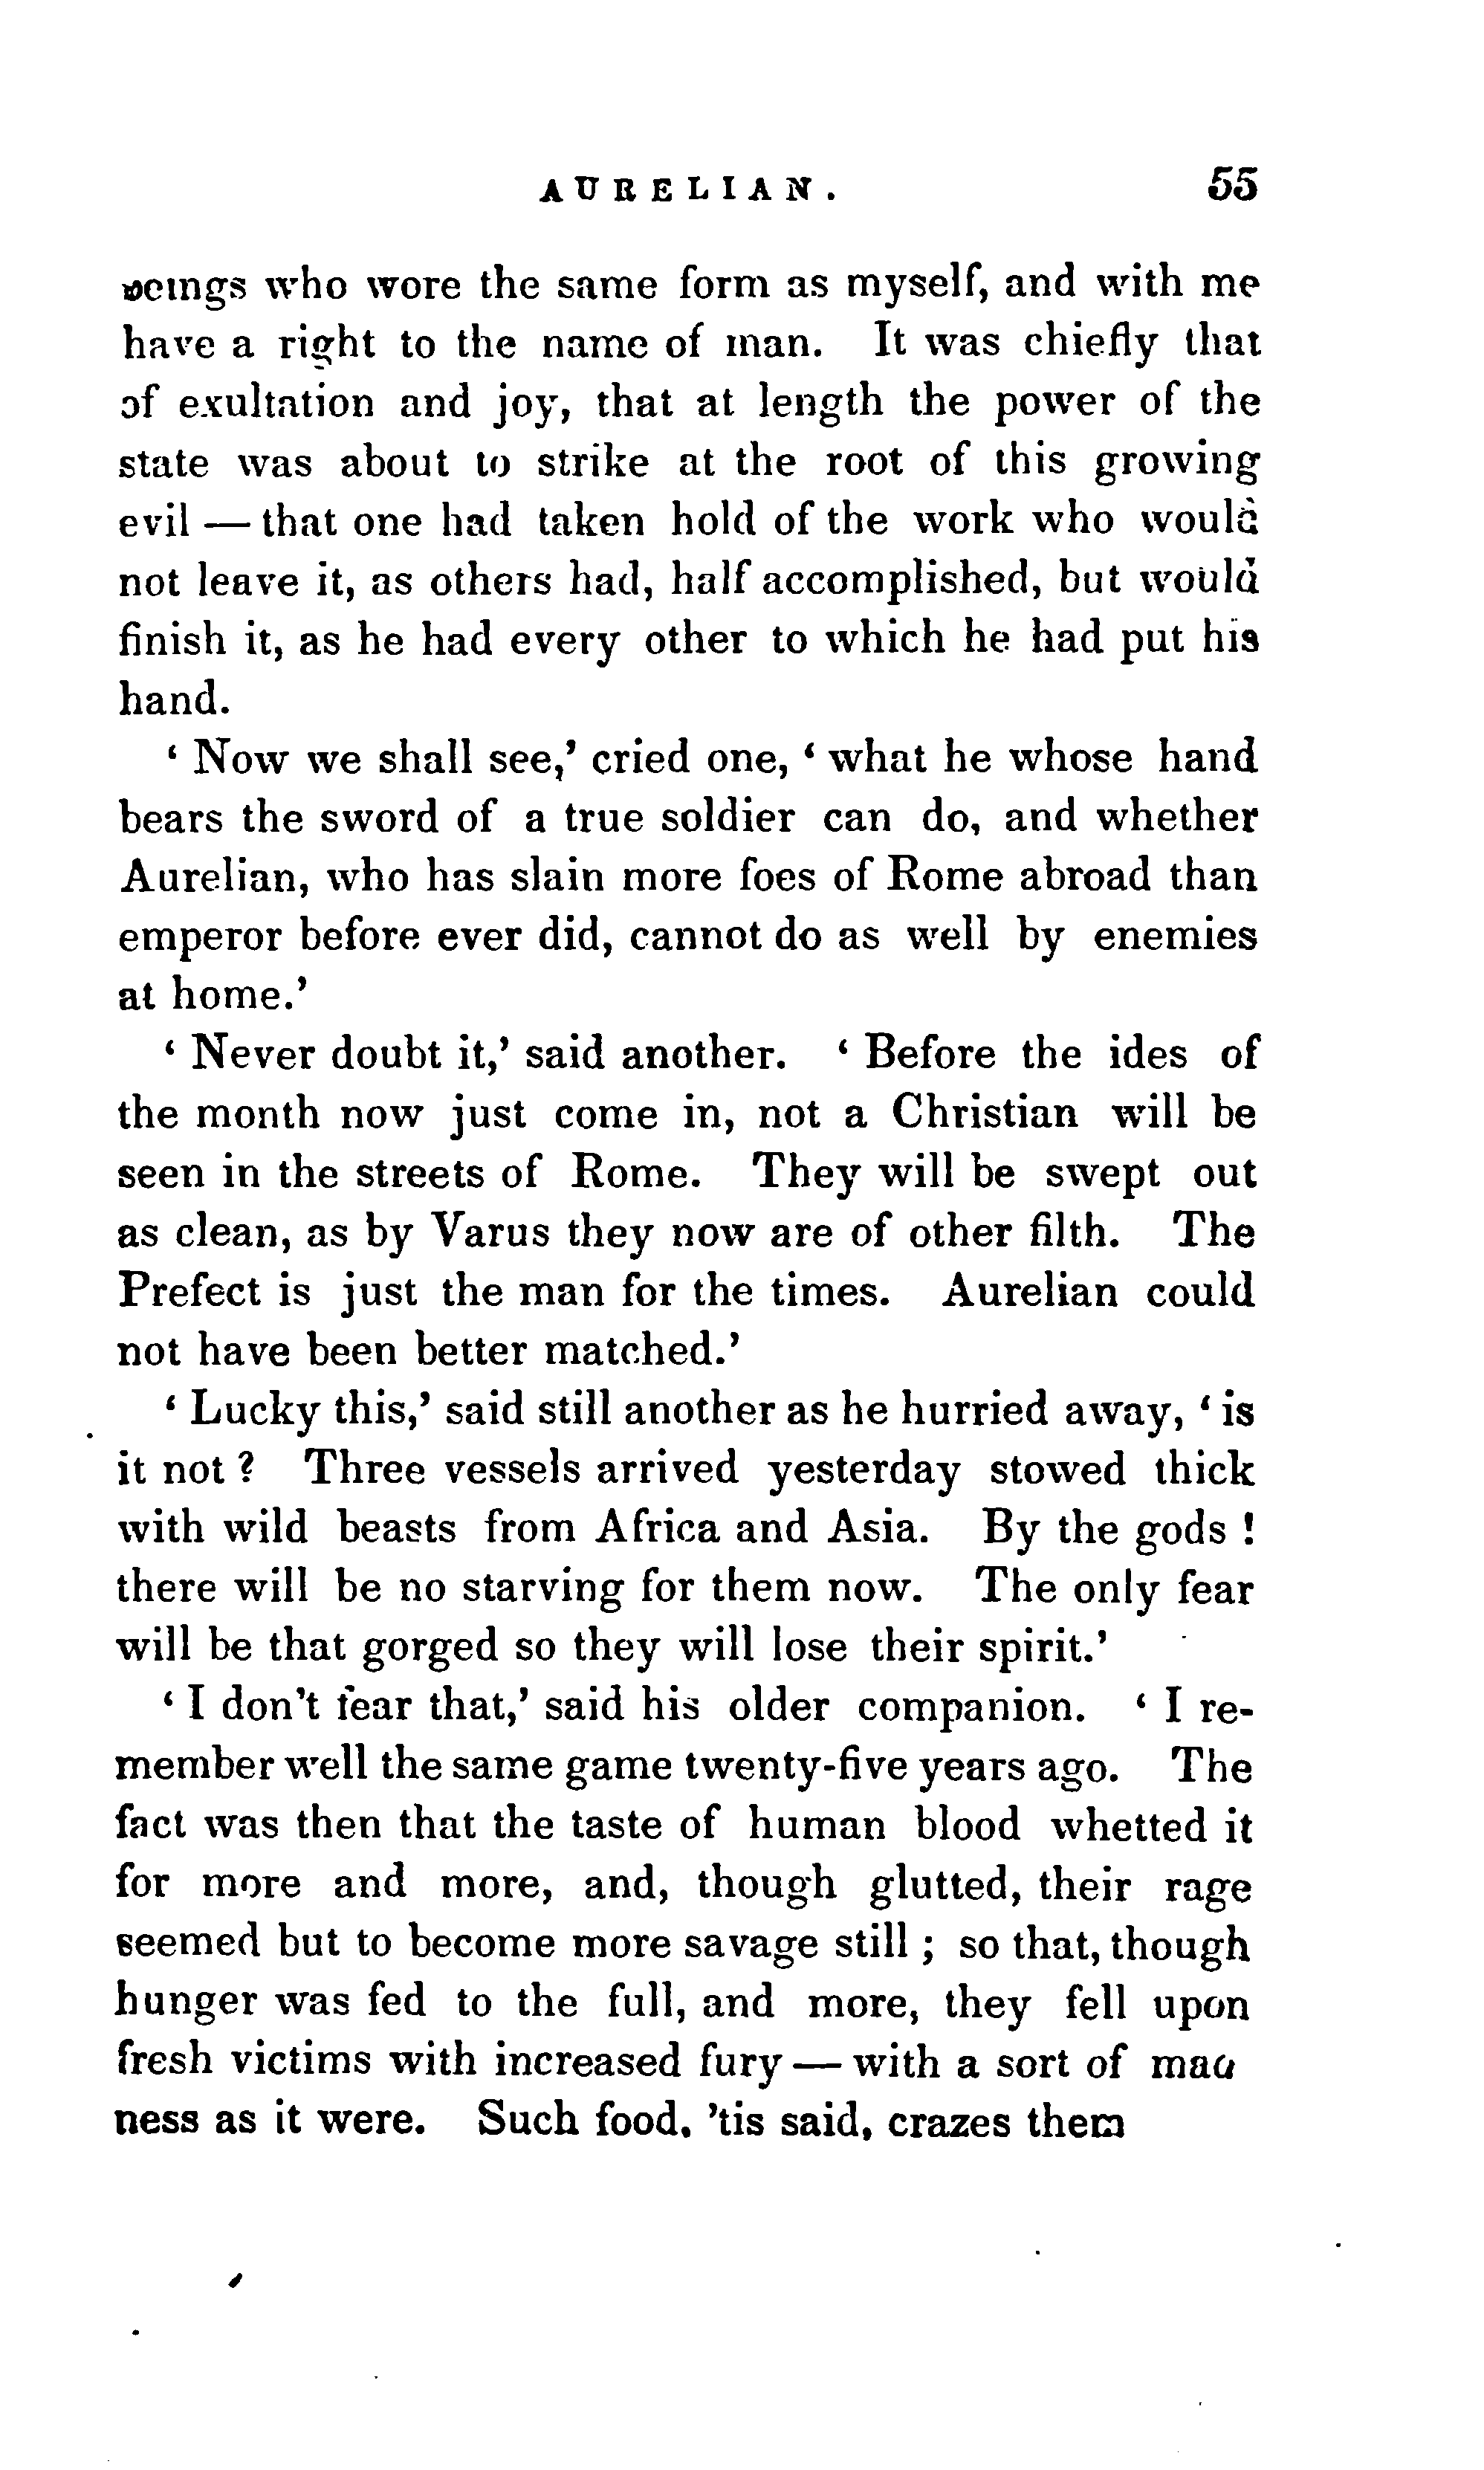 AURELIAN. 55
beings who wore the same form as myself, and with me
have a right to the name of man. It was chiefly that
of exultation and joy, that at length the power of the
state was about to strike at the root of this growing
evil — that one had taken hold of the work who would
not leave it, as others had, half accomplished, but would
finish it, as he had every other to which he had put his
hand.
‘ Now we shall see,’ cried one, ‘ what he whose hand
bears the sword of a true soldier can do, and whether
Aurelian, who has slain more foes of Rome abroad than
emperor before ever did, cannot do as well by enemies
at home.’
‘ Never doubt it,’ said another. ‘ Before the ides of
the month now just come in, not a Christian will be
seen in the streets of Rome. They will be swept out
as clean, as by Varus they now are of other filth. The
Prefect is just the man for the times. Aurelian could
not have been better matched.’
‘ Lucky this,’ said still another as he hurried away, ‘ is
it not ? Three vessels arrived yesterday stowed thick
with wild beasts from Africa and Asia. By the gods !
there will be no starving for them now. The only fear
will be that gorged so they will lose their spirit.’
‘ I don't fear that,’ said his older companion. ‘ I re-
member well the same game twenty-five years ago. The
fact was then that the taste of human blood whetted it
for more and more, and, though glutted, their rage
seemed but to become more savage still ; so that, though
hunger was fed to the full, and more, they fell upon
fresh victims with increased fury — with a sort of mad
ness as it were. Such food, 'tis said, crazes them